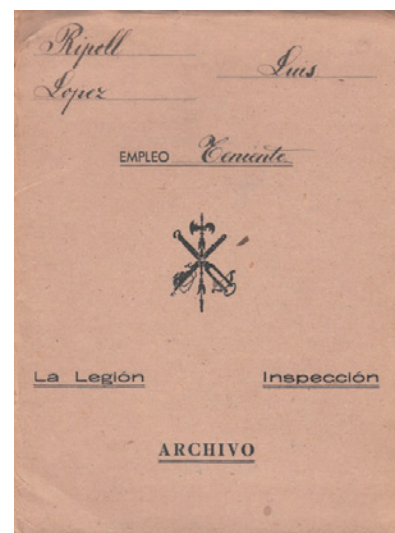 Ripoll Luis
Lopez
EMPLEO Teniente
La Legión Inspección
ARCHIVO